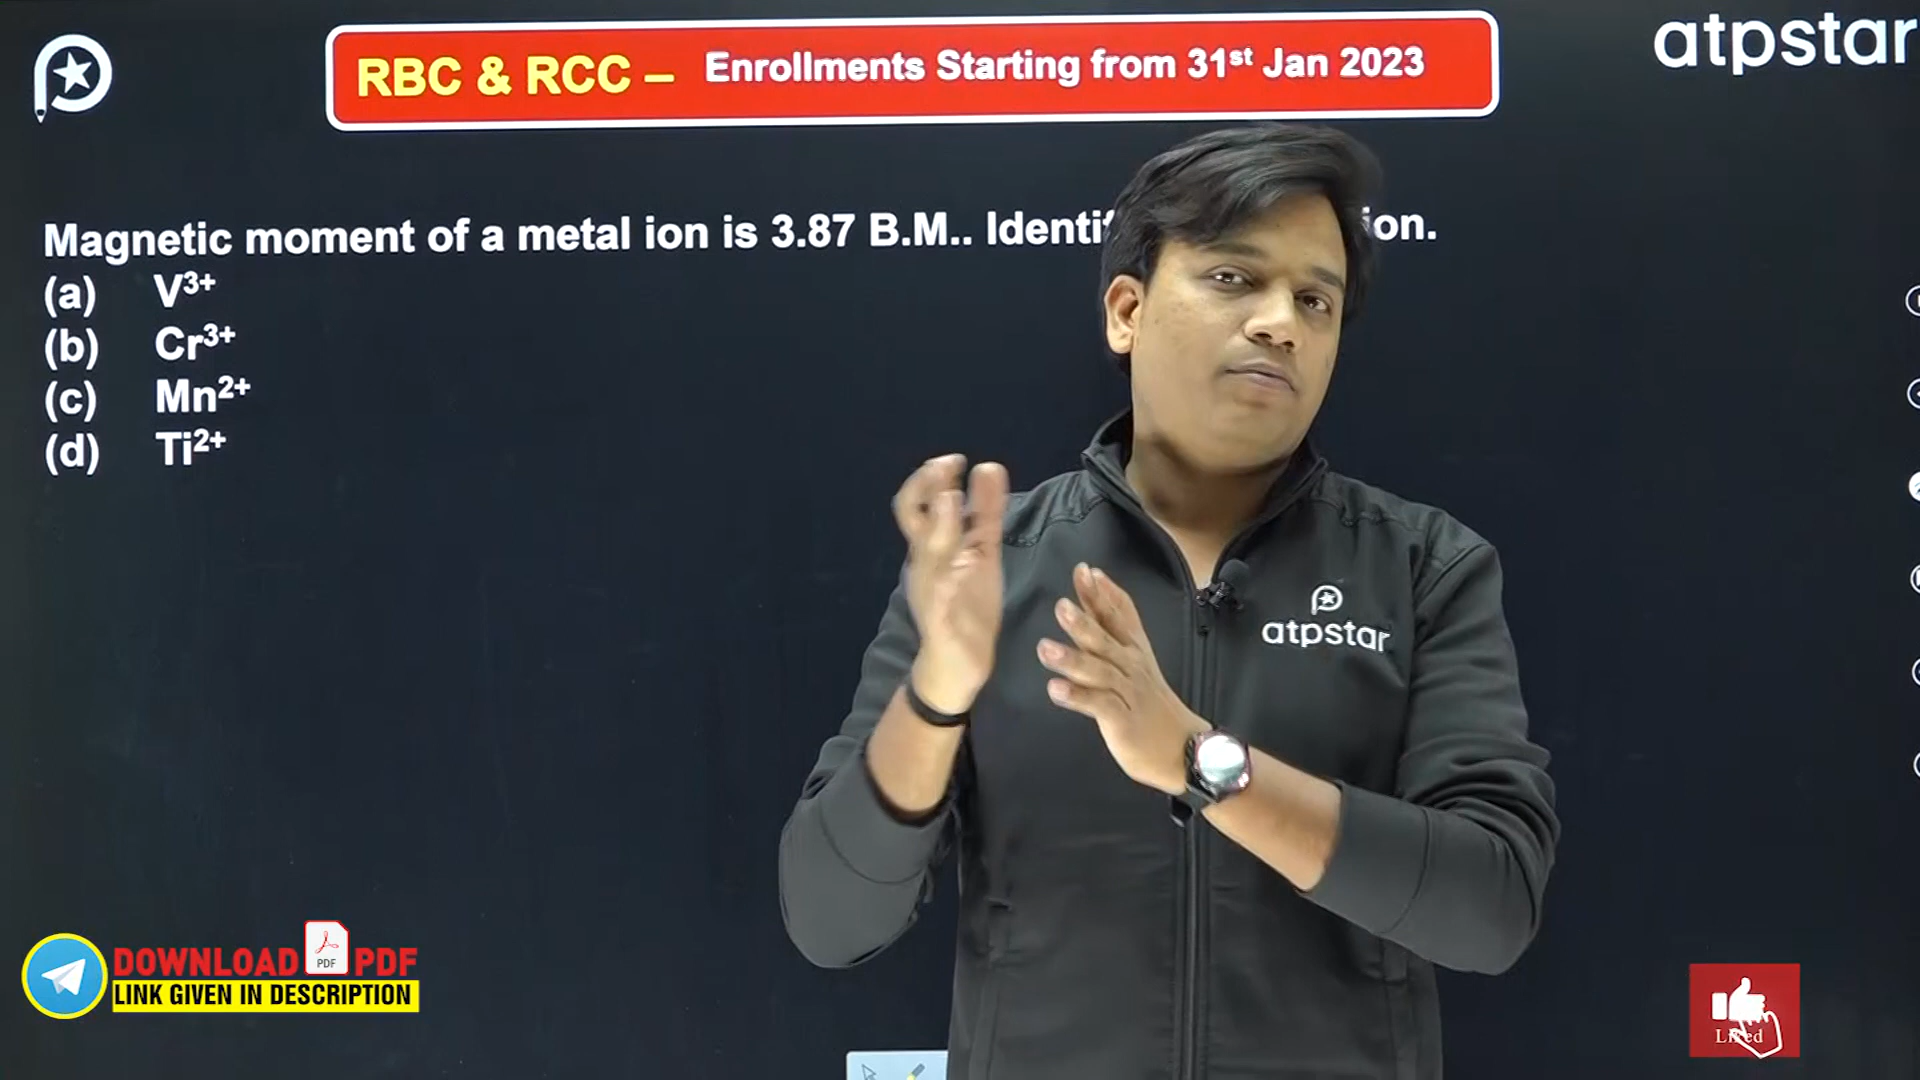 RBC & RCC – Enrollments Starting from 31st Jan 2023
atpstar
Magnetic moment of a metal ion is 3.87 B.M.. ion.
(a) V³⁺
(b) Cr³⁺
(c) Mn²⁺
(d) Ti²⁺
atpstar
DOWNLOAD PDF PDF
LINK GIVEN IN DESCRIPTION